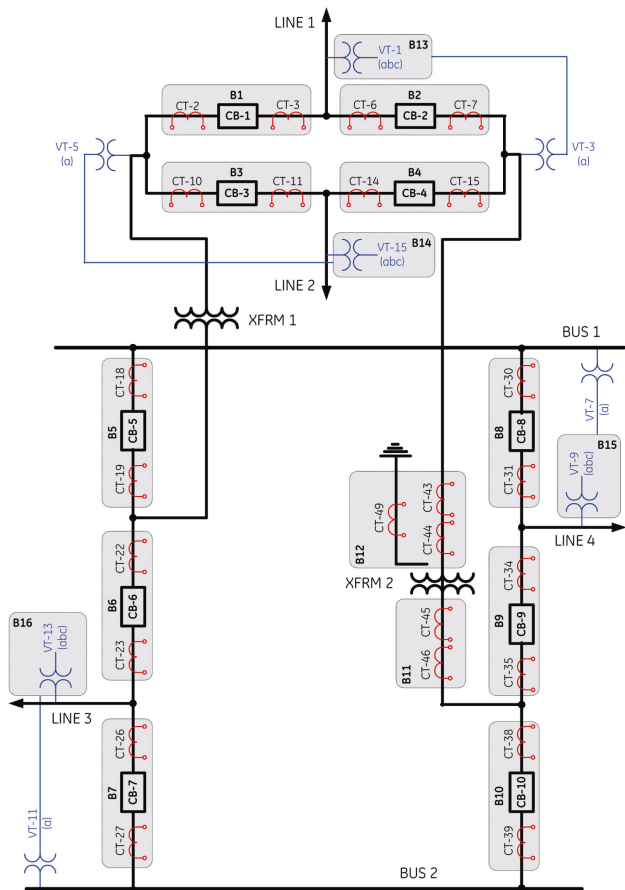 LINE 1
VT-1
(abc)
B13
B1
B2
CT-2
CB-1
CT-3
CT-6
CB-2
CT-7
VT-5
(a)
VT-3
(a)
B3
B4
CT-10
CB-3
CT-11
CT-14
CB-4
CT-15
VT-15
(abc)
B14
LINE 2
XFRM 1
BUS 1
CT-18
B5
CB-5
CT-19
CT-30
B8
CB-8
CT-31
VT-7
(a)
B15
VT-9
(abc)
LINE 4
CT-49
CT-43
CT-44
B12
XFRM 2
CT-22
B6
CB-6
CT-23
CT-45
CT-46
B11
CT-34
B9
CB-9
CT-35
B16
VT-13
(abc)
LINE 3
CT-26
B7
CB-7
CT-27
CT-38
B10
CB-10
CT-39
VT-11
(a)
BUS 2